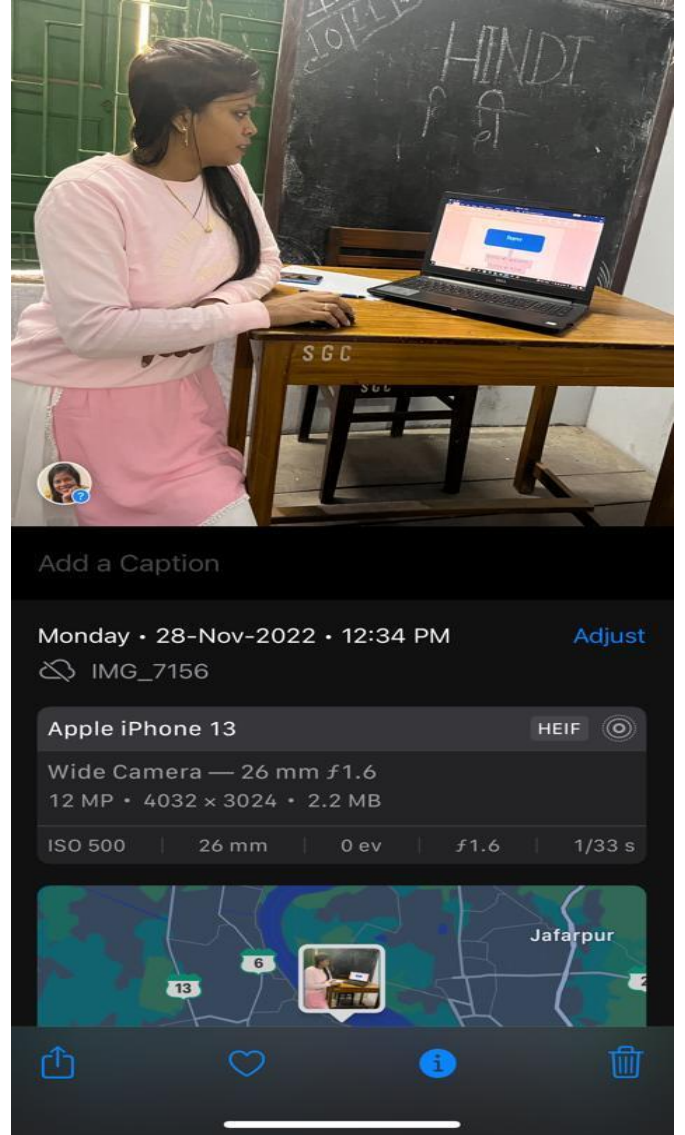 HINDI
SGC
SGC
Add a Caption
Monday • 28-Nov-2022 • 12:34 PM
Adjust
IMG_7156
Apple iPhone 13
HEIF
Wide Camera — 26 mm ƒ1.6
12 MP • 4032 × 3024 • 2.2 MB
ISO 500 | 26 mm | 0 ev | ƒ1.6 | 1/33 s
Jafarpur
6
13
2